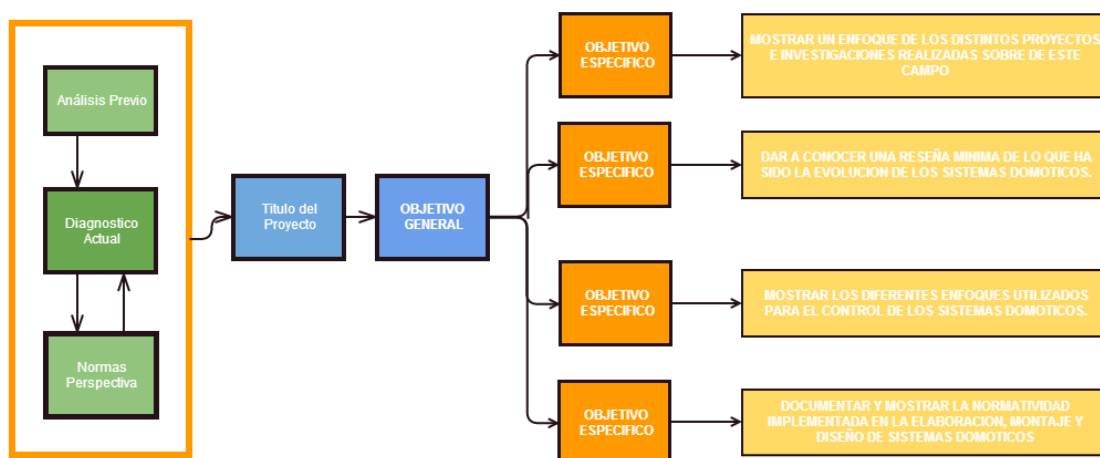 Análisis Previo
Diagnostico
Actual
Normas
Perspectiva
Titulo del
Proyecto
OBJETIVO
GENERAL
OBJETIVO
ESPECIFICO
MOSTRAR UN ENFOQUE DE LOS DISTINTOS PROYECTOS
E INVESTIGACIONES REALIZADAS SOBRE DE ESTE
CAMPO
OBJETIVO
ESPECIFICO
DAR A CONOCER UNA RESEÑA MINIMA DE LO QUE HA
SIDO LA EVOLUCION DE LOS SISTEMAS DOMOTICOS.
OBJETIVO
ESPECIFICO
MOSTRAR LOS DIFERENTES ENFOQUES UTILIZADOS
PARA EL CONTROL DE LOS SISTEMAS DOMOTICOS.
OBJETIVO
ESPECIFICO
DOCUMENTAR Y MOSTRAR LA NORMATIVIDAD
IMPLEMENTADA EN LA ELABORACION, MONTAJE Y
DISEÑO DE SISTEMAS DOMOTICOS